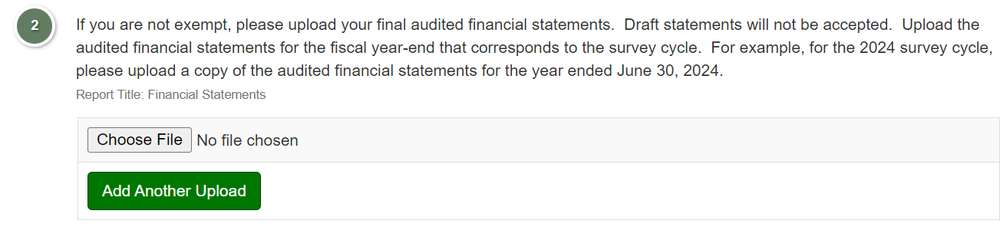 2
If you are not exempt, please upload your final audited financial statements.  Draft statements will not be accepted.  Upload the
audited financial statements for the fiscal year-end that corresponds to the survey cycle.  For example, for the 2024 survey cycle,
please upload a copy of the audited financial statements for the year ended June 30, 2024.
Report Title: Financial Statements
Choose File No file chosen
Add Another Upload